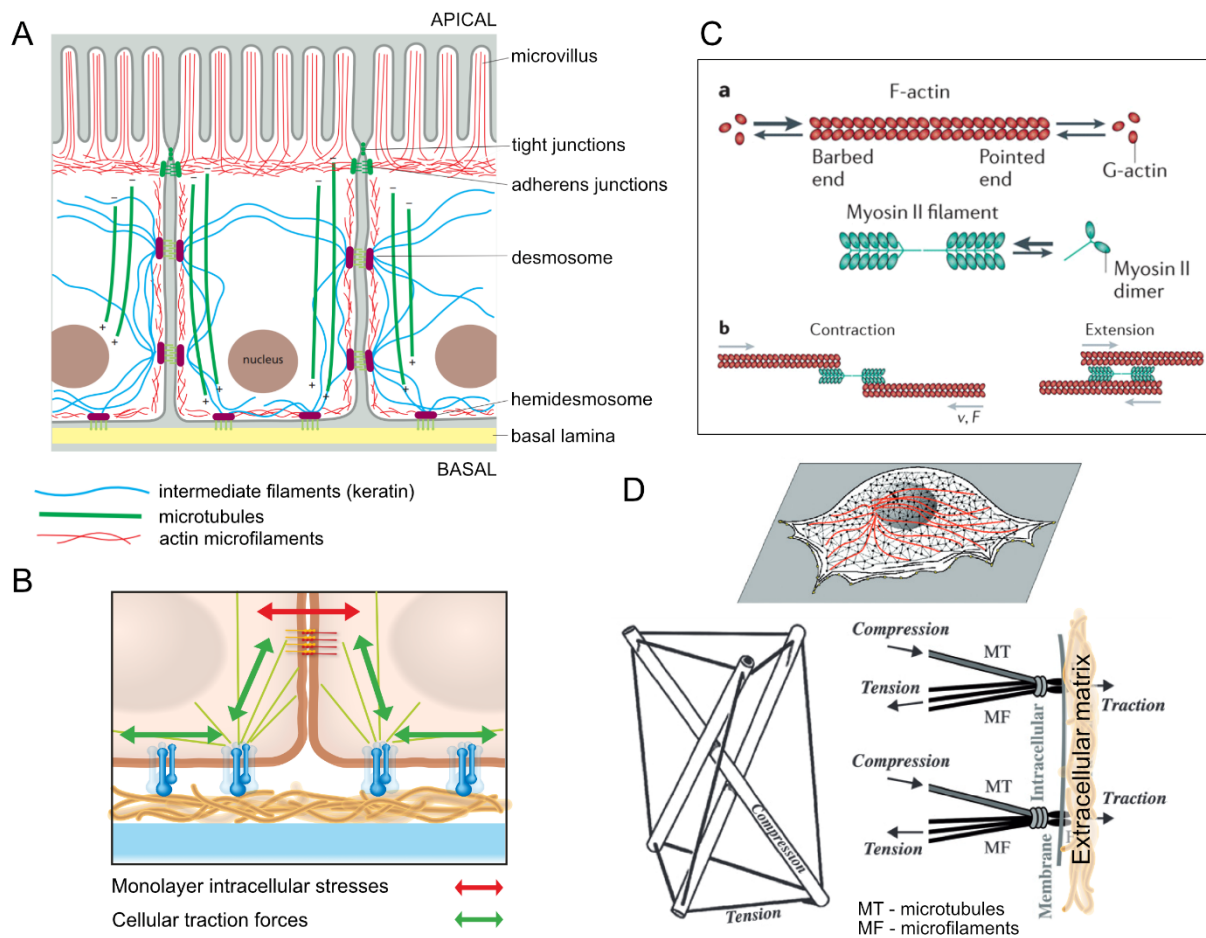 A
APICAL
microvillus
tight junctions
adherens junctions
desmosome
nucleus
hemidesmosome
basal lamina
BASAL
intermediate filaments (keratin)
microtubules
actin microfilaments
B
Monolayer intracellular stresses
Cellular traction forces
C
a
F-actin
Barbed
end
Pointed
end
G-actin
Myosin II filament
Myosin II
dimer
b
Contraction
Extension
v, F
D
Compression
Tension
Compression
MT
Tension
MF
Traction
Compression
MT
Tension
MF
Traction
Membrane
Intracellular
Extracellular matrix
MT - microtubules
MF - microfilaments